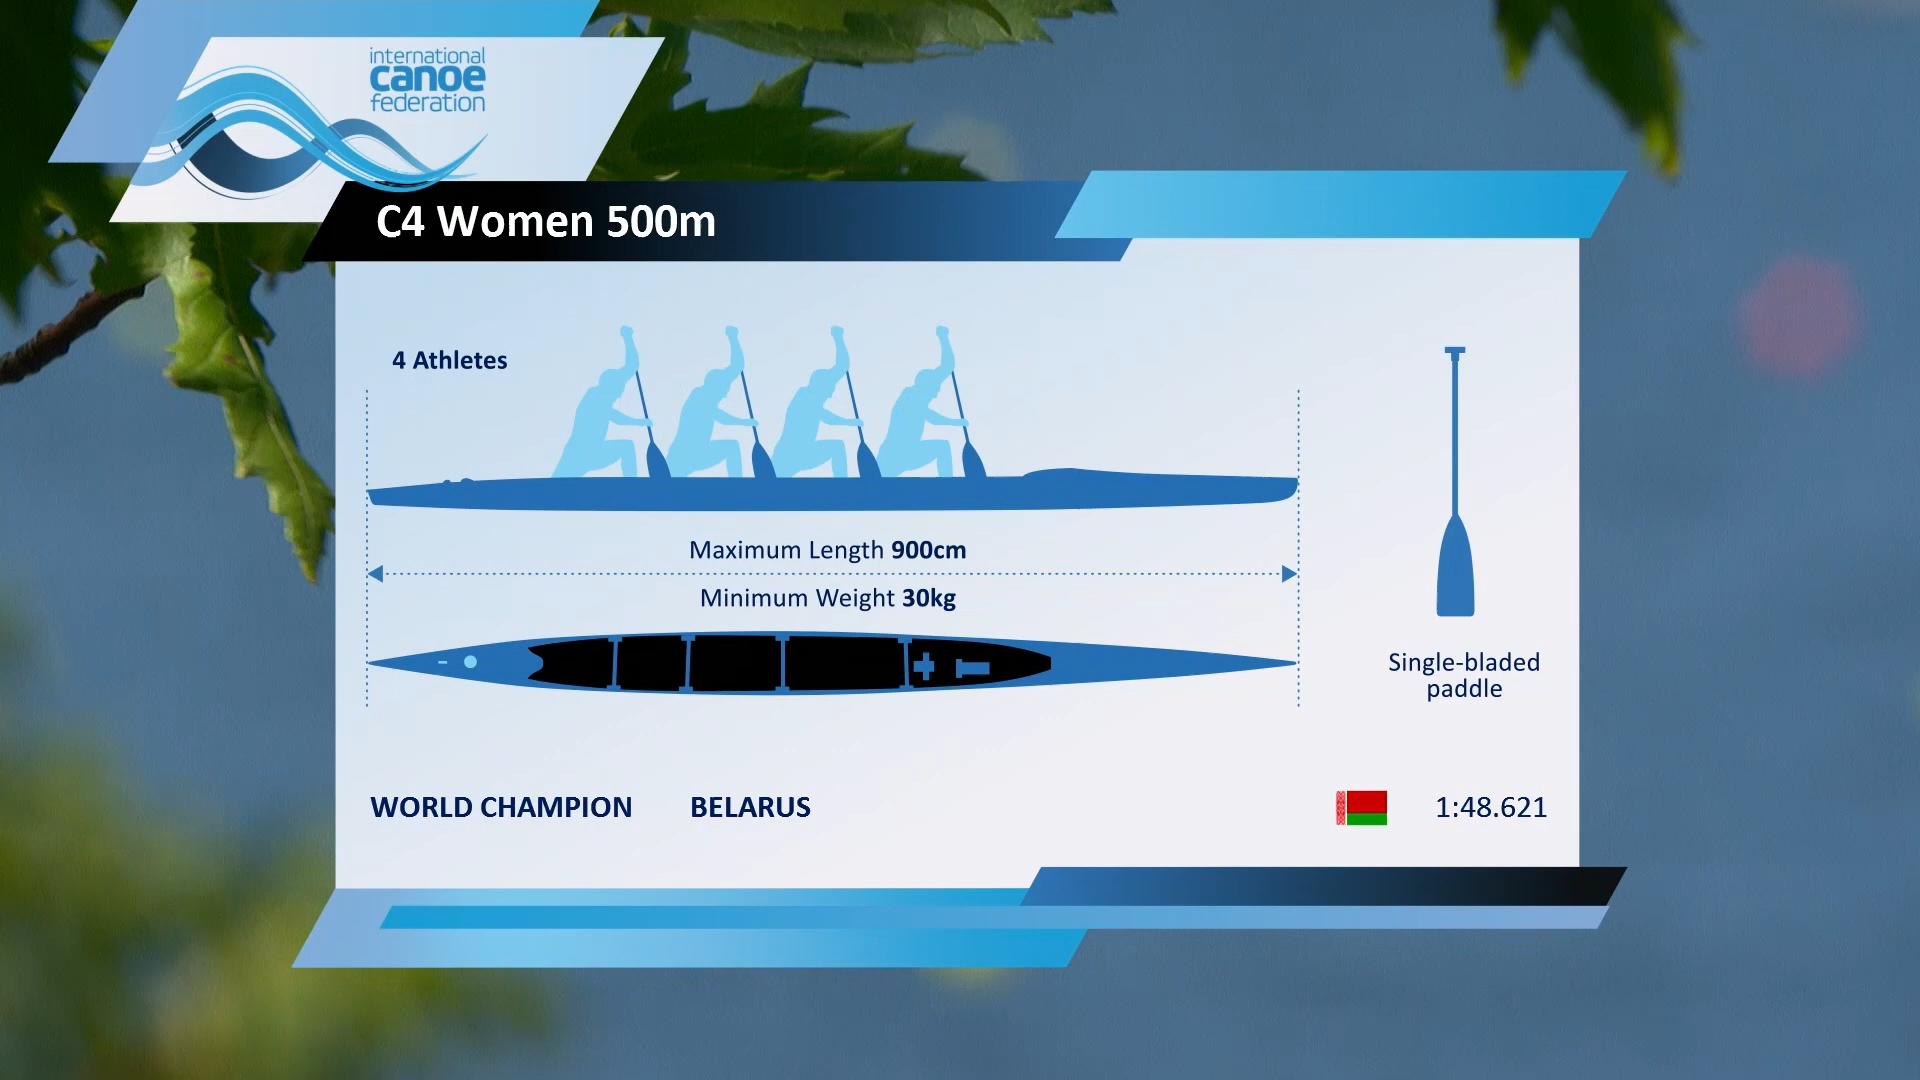 international
canoe
federation
C4 Women 500m
4 Athletes
Maximum Length 900cm
Minimum Weight 30kg
Single-bladed
paddle
WORLD CHAMPION BELARUS 1:48.621